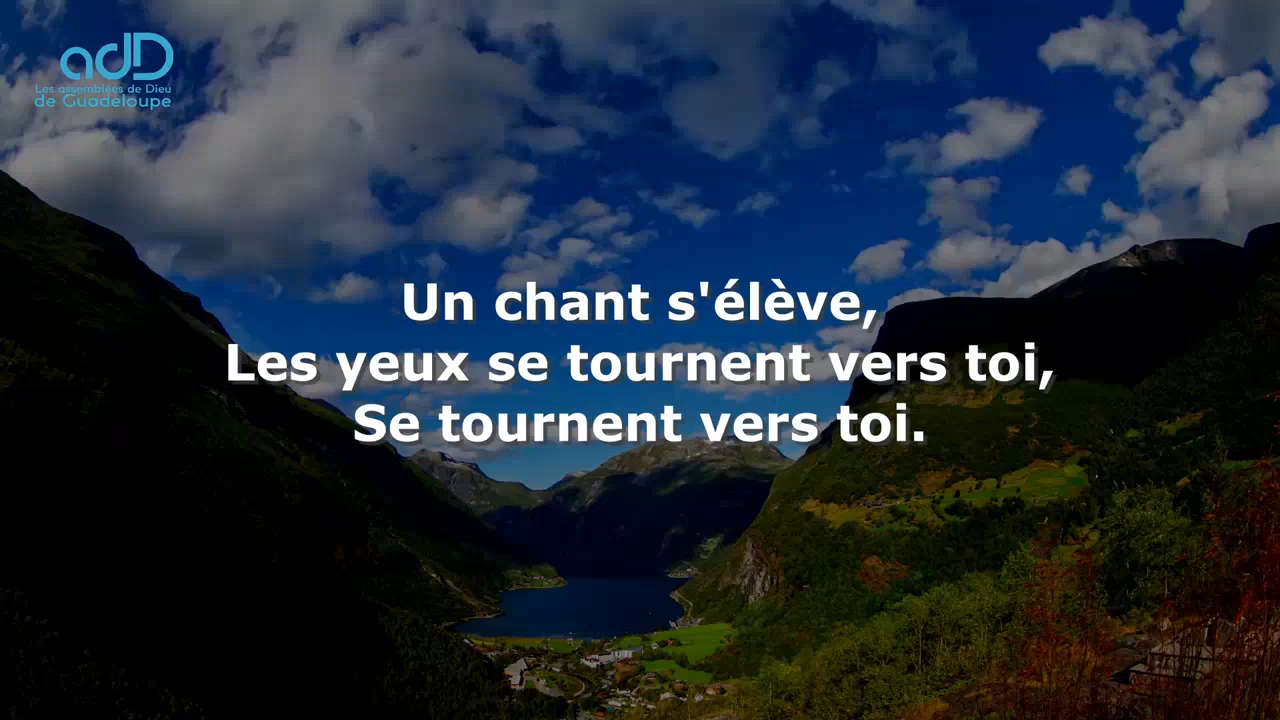 adD
Les assemblées de Dieu
de Guadeloupe
Un chant s'élève,
Les yeux se tournent vers toi,
Se tournent vers toi.